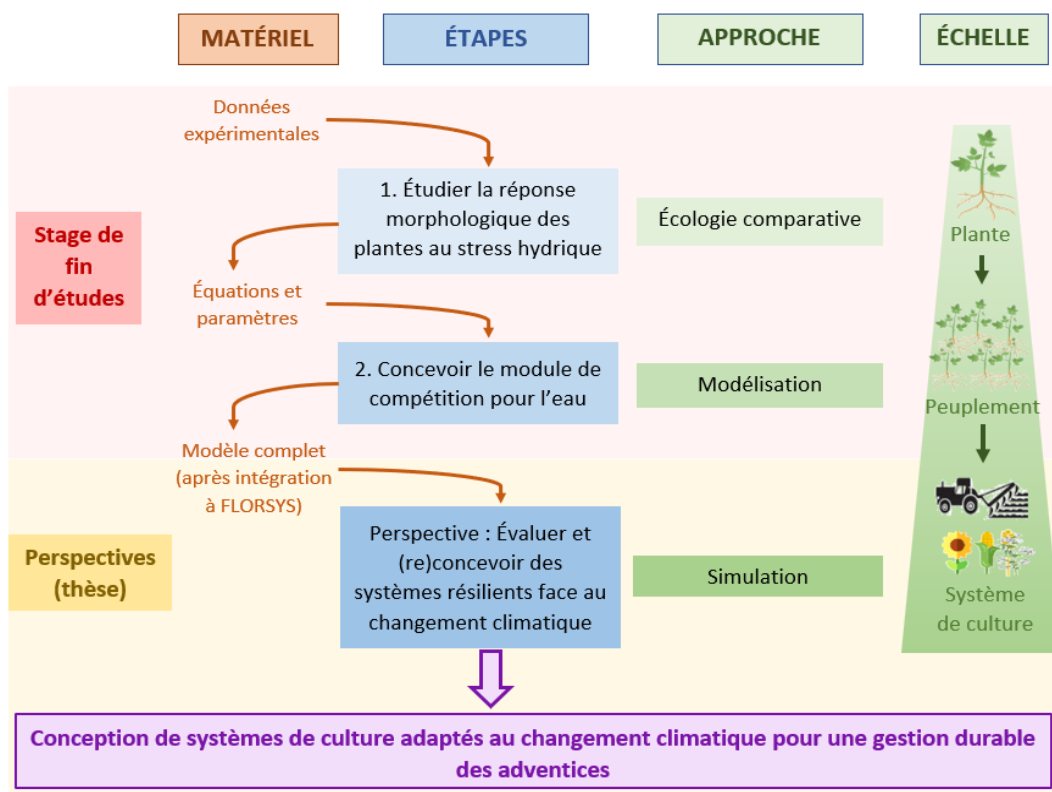 MATÉRIEL
ÉTAPES
APPROCHE
ÉCHELLE
Données
expérimentales
Stage de
fin
d’études
1. Étudier la réponse
morphologique des
plantes au stress hydrique
Écologie comparative
Plante
Équations et
paramètres
2. Concevoir le module de
compétition pour l’eau
Modélisation
Peuplement
Modèle complet
(après intégration
à FLORSYS)
Perspectives
(thèse)
Perspective : Évaluer et
(re)concevoir des
systèmes résilients face au
changement climatique
Simulation
Système
de culture
Conception de systèmes de culture adaptés au changement climatique pour une gestion durable
des adventices